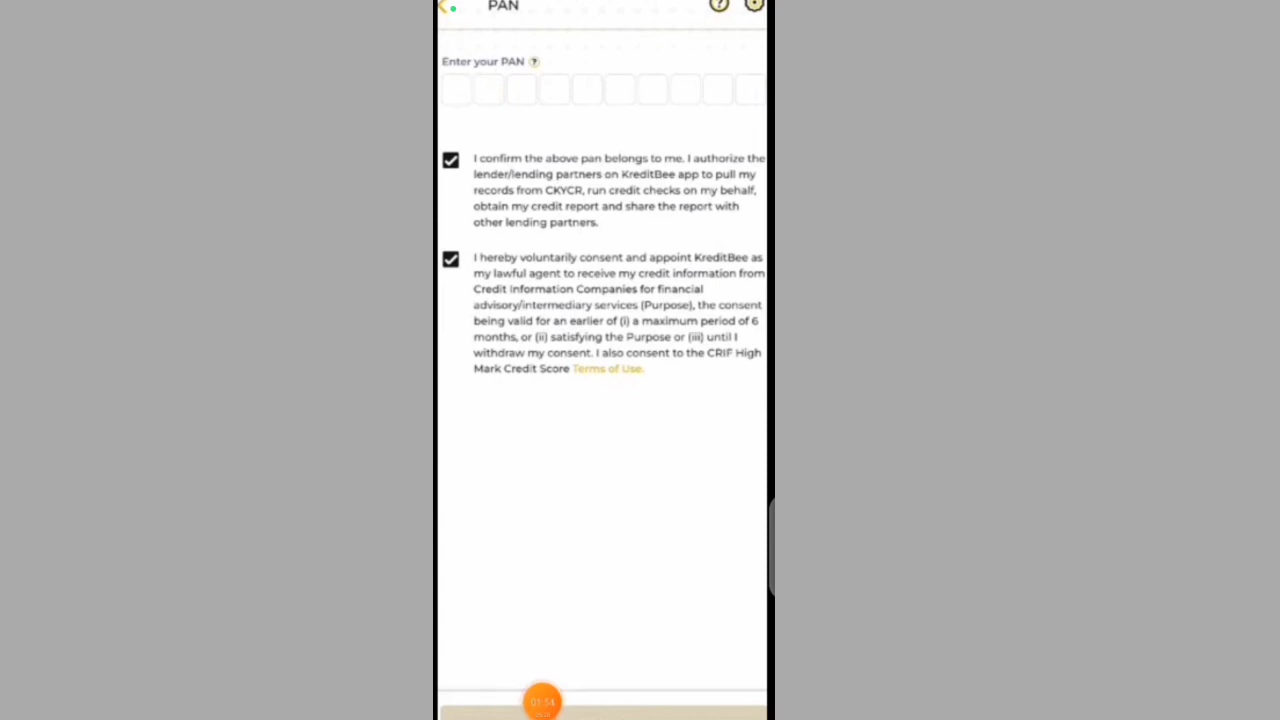 PAN
Enter your PAN ?
I confirm the above pan belongs to me. I authorize the
lender/lending partners on KreditBee app to pull my
records from CKYCR, run credit checks on my behalf,
obtain my credit report and share the report with
other lending partners.
I hereby voluntarily consent and appoint KreditBee as
my lawful agent to receive my credit information from
Credit Information Companies for financial
advisory/intermediary services (Purpose), the consent
being valid for an earlier of (i) a maximum period of 6
months, or (ii) satisfying the Purpose or (iii) until I
withdraw my consent. I also consent to the CRIF High
Mark Credit Score Terms of Use.
01:54